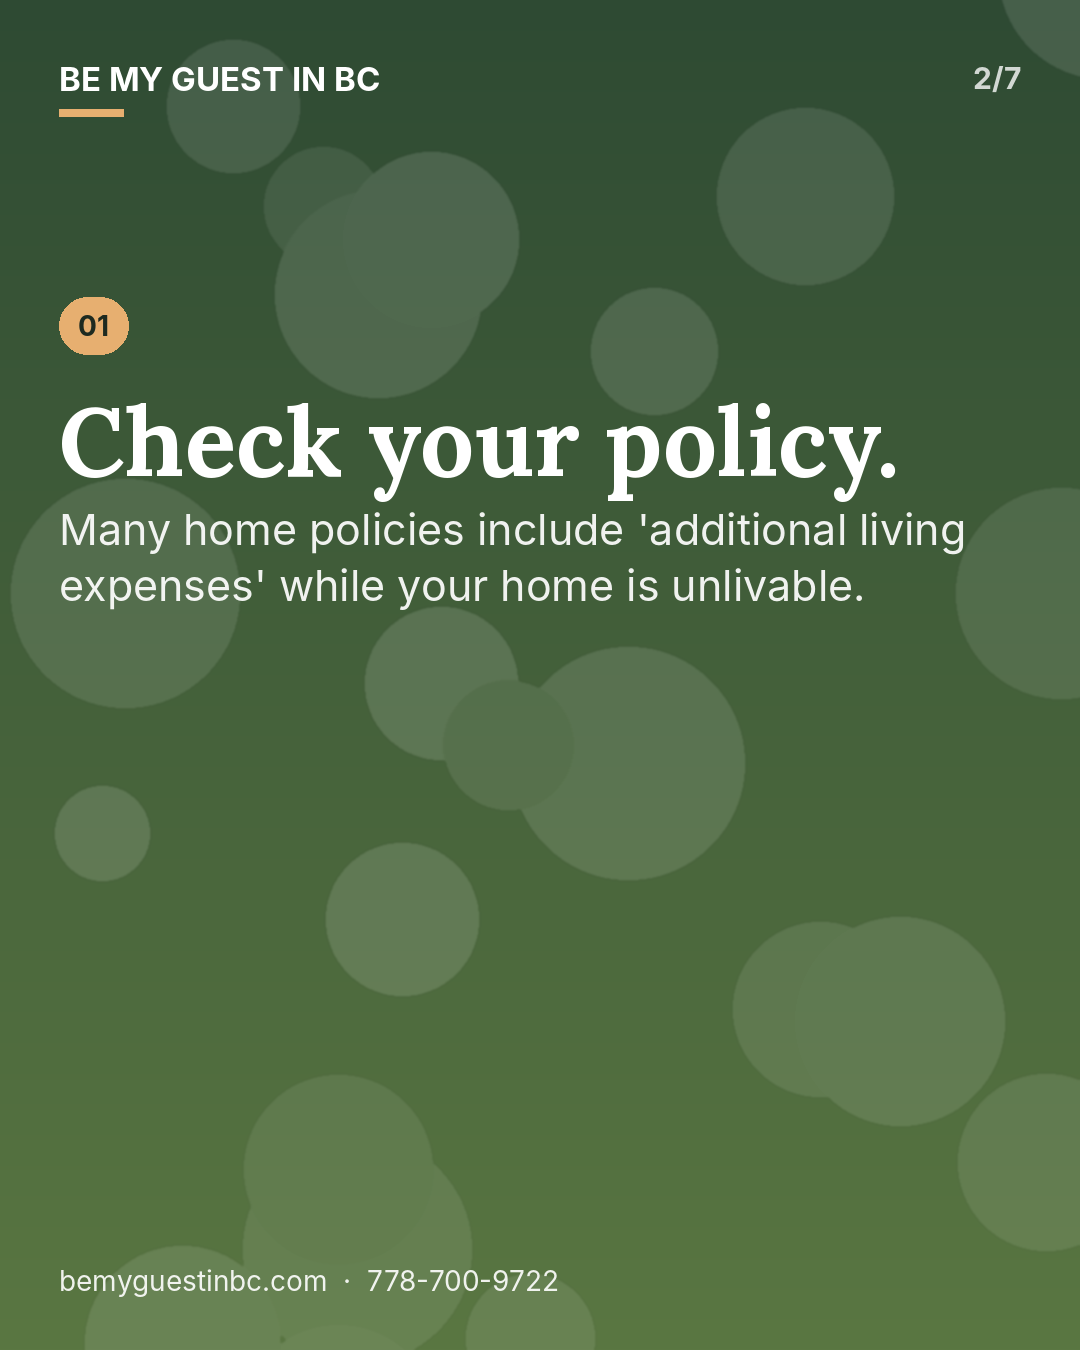 BE MY GUEST IN BC
2/7
01
Check your policy.
Many home policies include 'additional living
expenses' while your home is unlivable.
bemyguestinbc.com · 778-700-9722